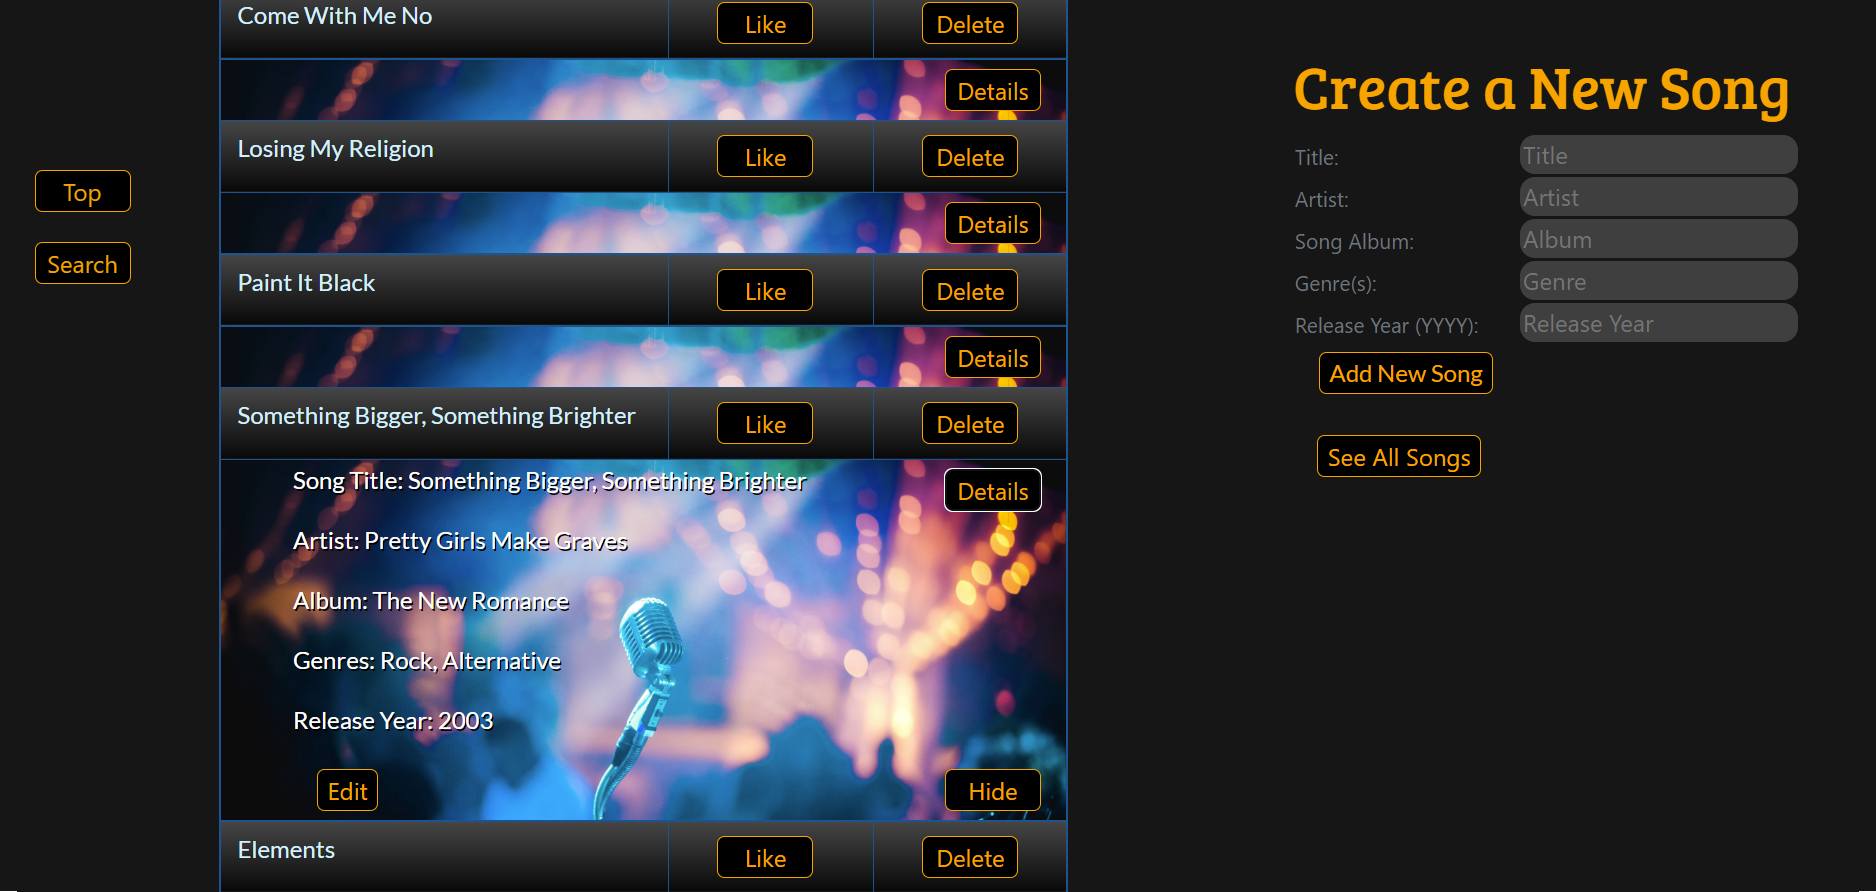 Top
Search
Come With Me No Like Delete
Details
Losing My Religion Like Delete
Details
Paint It Black Like Delete
Details
Something Bigger, Something Brighter Like Delete
Song Title: Something Bigger, Something Brighter Details
Artist: Pretty Girls Make Graves
Album: The New Romance
Genres: Rock, Alternative
Release Year: 2003
Edit Hide
Elements Like Delete
Create a New Song
Title: Title
Artist: Artist
Song Album: Album
Genre(s): Genre
Release Year (YYYY): Release Year
Add New Song
See All Songs